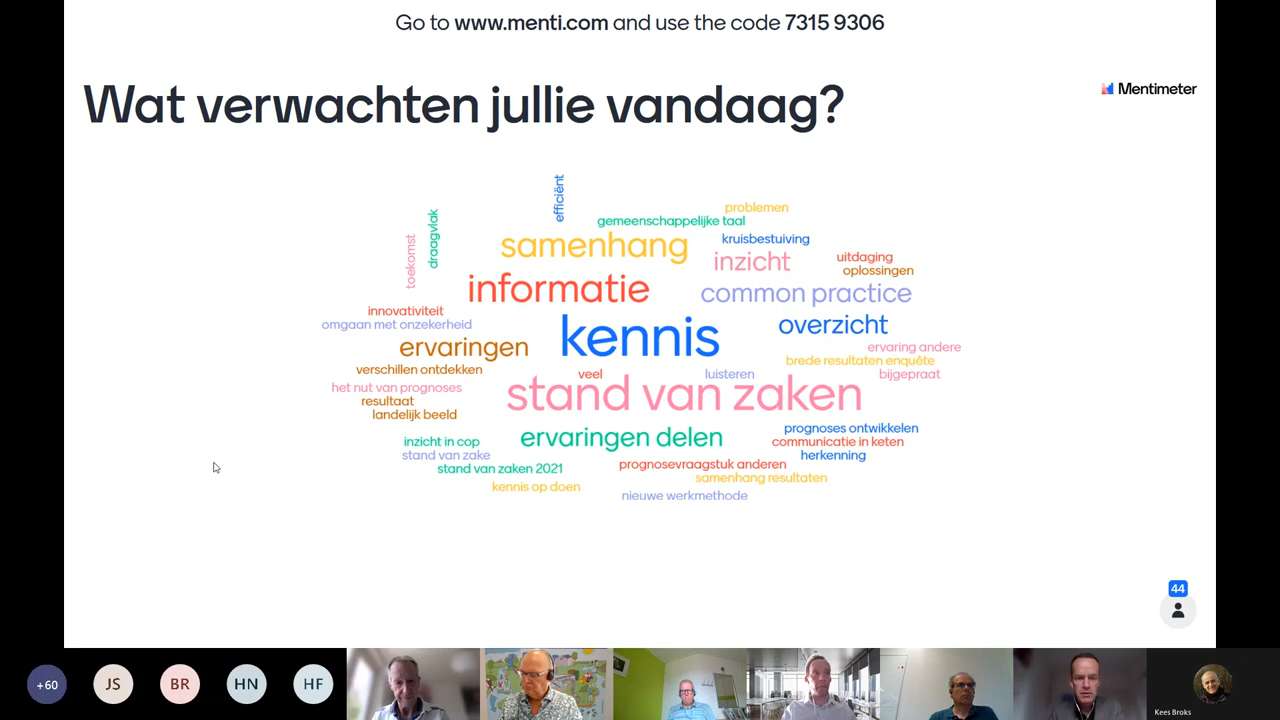 Go to www.menti.com and use the code 7315 9306
Wat verwachten jullie vandaag?
Mentimeter
efficiënt
problemen
gemeenschappelijke taal
draagvlak
toekomst
samenhang
kruisbestuiving
inzicht
uitdaging
oplossingen
informatie
common practice
innovativiteit
omgaan met onzekerheid
kennis
overzicht
ervaringen
ervaring andere
brede resultaten enquête
verschillen ontdekken
veel
luisteren
bijgepraat
het nut van prognoses
stand van zaken
resultaat
landelijk beeld
prognoses ontwikkelen
inzicht in cop
ervaringen delen
communicatie in keten
stand van zake
herkenning
stand van zaken 2021
prognosevraagstuk anderen
samenhang resultaten
kennis op doen
nieuwe werkmethode
44
+60
JS
BR
HN
HF
Kees Broks